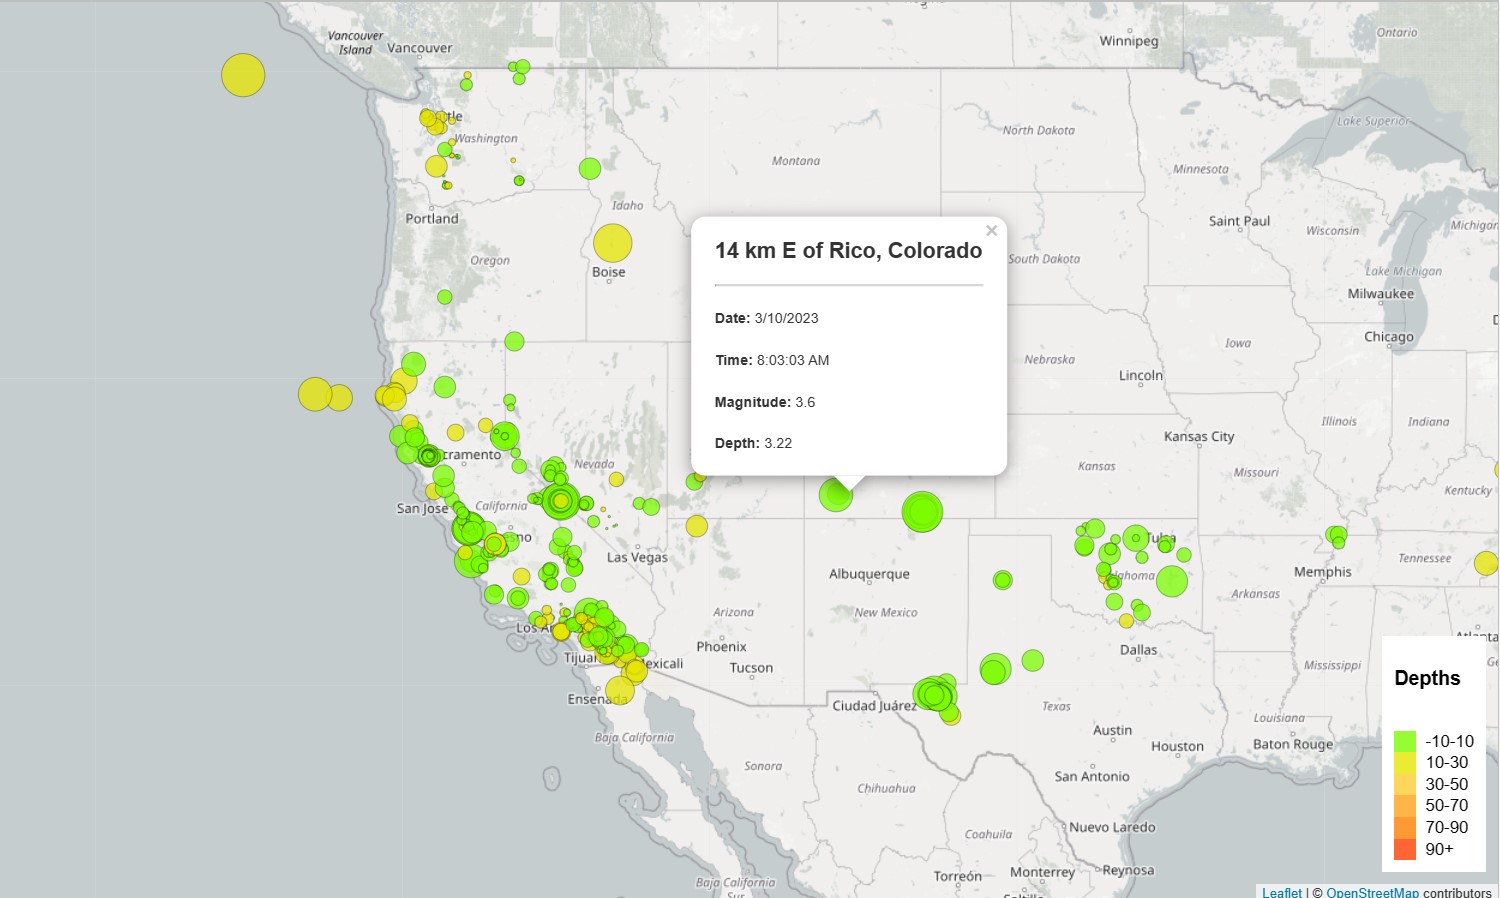 Vancouver
Island
Vancouver
Winnipeg
Ontario
Lake Superior
Washington
North Dakota
Montana
Minnesota
Idaho
Portland
Saint Paul
Wisconsin
Michigan
Oregon
Boise
South Dakota
Lake Michigan
Milwaukee
Chicago
14 km E of Rico, Colorado
×
Date: 3/10/2023
Time: 8:03:03 AM
Magnitude: 3.6
Depth: 3.22
Iowa
Nebraska
Lincoln
Illinois
Indiana
Kansas City
cramento
Nevada
Kansas
Missouri
Kentucky
San Jose
California
sno
Las Vegas
Tulsa
Tennessee
Albuquerque
lahoma
Memphis
Arkansas
Arizona
New Mexico
Los An
Phoenix
Atlanta
Dallas
Tijuan
Mexicali
Tucson
Mississippi
Ensenada
Ciudad Juárez
Texas
Louisiana
Baja California
Austin
Houston
Baton Rouge
Sonora
San Antonio
Chihuahua
Nuevo Laredo
Coahuila
Baja California
Sur
Torreón
Monterrey
Reynosa
Saltillo
Depths
-10-10
10-30
30-50
50-70
70-90
90+
Leaflet | © OpenStreetMap contributors